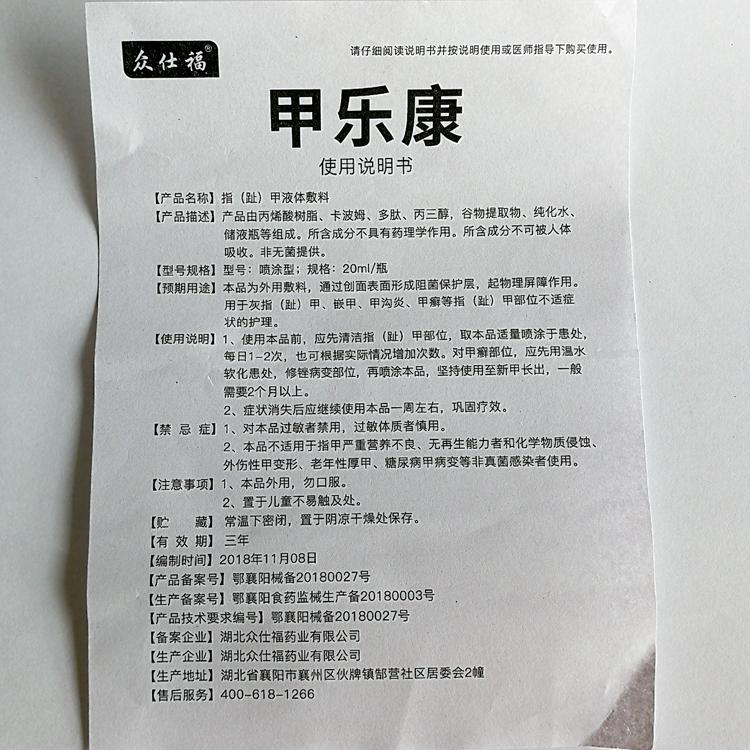 众仕福®
请仔细阅读说明书并按说明使用或医师指导下购买使用。
甲乐康
使用说明书
【产品名称】指（趾）甲液体敷料
【产品描述】产品由丙烯酸树脂、卡波姆、多肽、丙三醇，谷物提取物、纯化水、
储液瓶等组成。所含成分不具有药理学作用。所含成分不可被人体
吸收。非无菌提供。
【型号规格】型号：喷涂型；规格：20ml/瓶
【预期用途】本品为外用敷料，通过创面表面形成阻菌保护层，起物理屏障作用。
用于灰指（趾）甲、嵌甲、甲沟炎、甲癣等指（趾）甲部位不适症
状的护理。
【使用说明】1、使用本品前，应先清洁指（趾）甲部位，取本品适量喷涂于患处，
每日1-2次，也可根据实际情况增加次数。对甲癣部位，应先用温水
软化患处，修锉病变部位，再喷涂本品，坚持使用至新甲长出，一般
需要2个月以上。
2、症状消失后应继续使用本品一周左右，巩固疗效。
【禁 忌 症】1、对本品过敏者禁用，过敏体质者慎用。
2、本品不适用于指甲严重营养不良、无再生能力者和化学物质侵蚀、
外伤性甲变形、老年性厚甲、糖尿病甲病变等非真菌感染者使用。
【注意事项】1、本品外用，勿口服。
2、置于儿童不易触及处。
【贮 藏】常温下密闭，置于阴凉干燥处保存。
【有 效 期】三年
【编制时间】2018年11月08日
【产品备案号】鄂襄阳械备20180027号
【生产备案号】鄂襄阳食药监械生产备20180003号
【产品技术要求编号】鄂襄阳械备20180027号
【备案企业】湖北众仕福药业有限公司
【生产企业】湖北众仕福药业有限公司
【生产地址】湖北省襄阳市襄州区伙牌镇郜营社区居委会2幢
【售后服务】400-618-1266